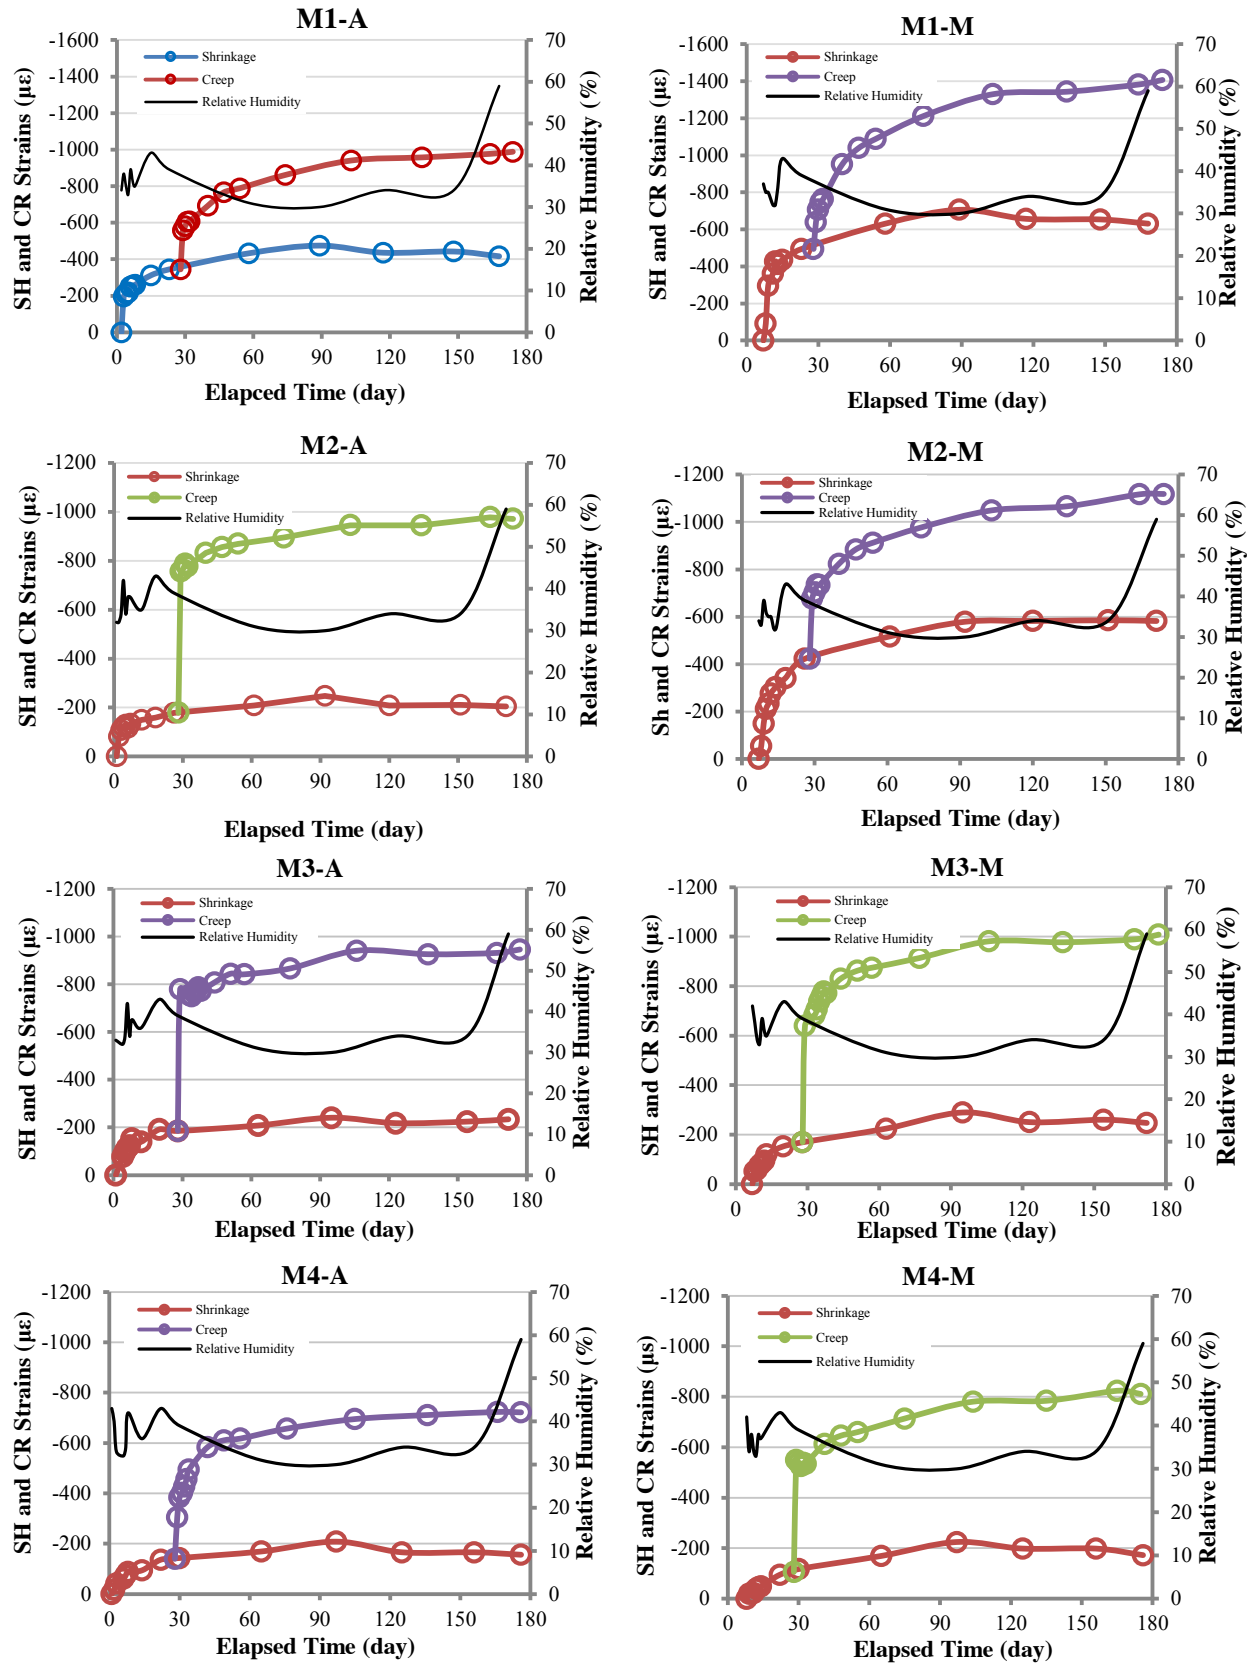 M1-A
-1600
-1400
-1200
-1000
-800
-600
-400
-200
0
70
60
50
40
30
20
10
0
Shrinkage
Creep
Relative Humidity
0 30 60 90 120 150 180
SH and CR Strains (µε)
Relative Humidity (%)
Elapced Time (day)
M1-M
-1600
-1400
-1200
-1000
-800
-600
-400
-200
0
70
60
50
40
30
20
10
0
Shrinkage
Creep
Relative Humidity
0 30 60 90 120 150 180
SH and CR Stains (µε)
Relative humidity (%)
Elapsed Time (day)
M2-A
-1200
-1000
-800
-600
-400
-200
0
70
60
50
40
30
20
10
0
Shrinkage
Creep
Relative Humidity
0 30 60 90 120 150 180
SH and CR Strains (µε)
Relative Humidity (%)
Elapsed Time (day)
M2-M
-1200
-1000
-800
-600
-400
-200
0
70
60
50
40
30
20
10
0
Shrinkage
Creep
Relative Humidity
0 30 60 90 120 150 180
Sh and CR Strains (µε)
Relative Humidity (%)
Elapsed Time (day)
M3-A
-1200
-1000
-800
-600
-400
-200
0
70
60
50
40
30
20
10
0
Shrinkage
Creep
Relative Humidity
0 30 60 90 120 150 180
SH and CR Strains (µε)
Relative Humidity (%)
Elapsed Time (day)
M3-M
-1200
-1000
-800
-600
-400
-200
0
70
60
50
40
30
20
10
0
Shrinkage
Creep
Relative Humidity
0 30 60 90 120 150 180
SH and CR Strains (µε)
Relative Humidity (%)
Elapsed Time (day)
M4-A
-1200
-1000
-800
-600
-400
-200
0
70
60
50
40
30
20
10
0
Shrinkage
Creep
Relative Humidity
0 30 60 90 120 150 180
SH and CR Strains (µε)
Relative Humidity (%)
Elapsed Time (day)
M4-M
-1200
-1000
-800
-600
-400
-200
0
70
60
50
40
30
20
10
0
Shrinkage
Creep
Relative Humidity
0 30 60 90 120 150 180
SH and CR Strains (µs)
Relative Humidity (%)
Elapsed Time (day)